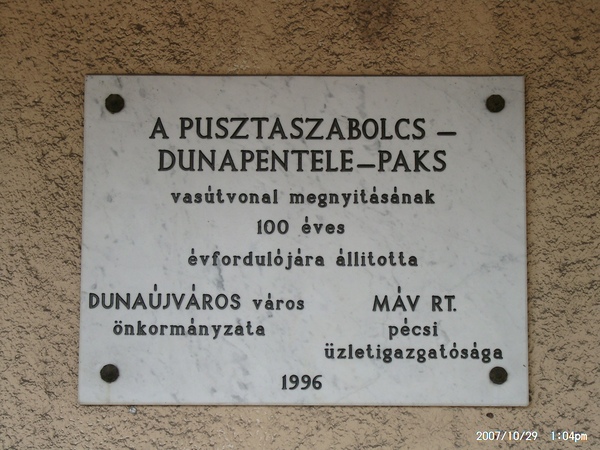 A PUSZTASZABOLCS –
DUNAPENTELE–PAKS
vasútvonal megnyitásának
100 éves
évfordulójára állította
DUNAÚJVÁROS város
önkormányzata
MÁV RT.
pécsi
üzletigazgatósága
1996
2007/10/29 1:04pm